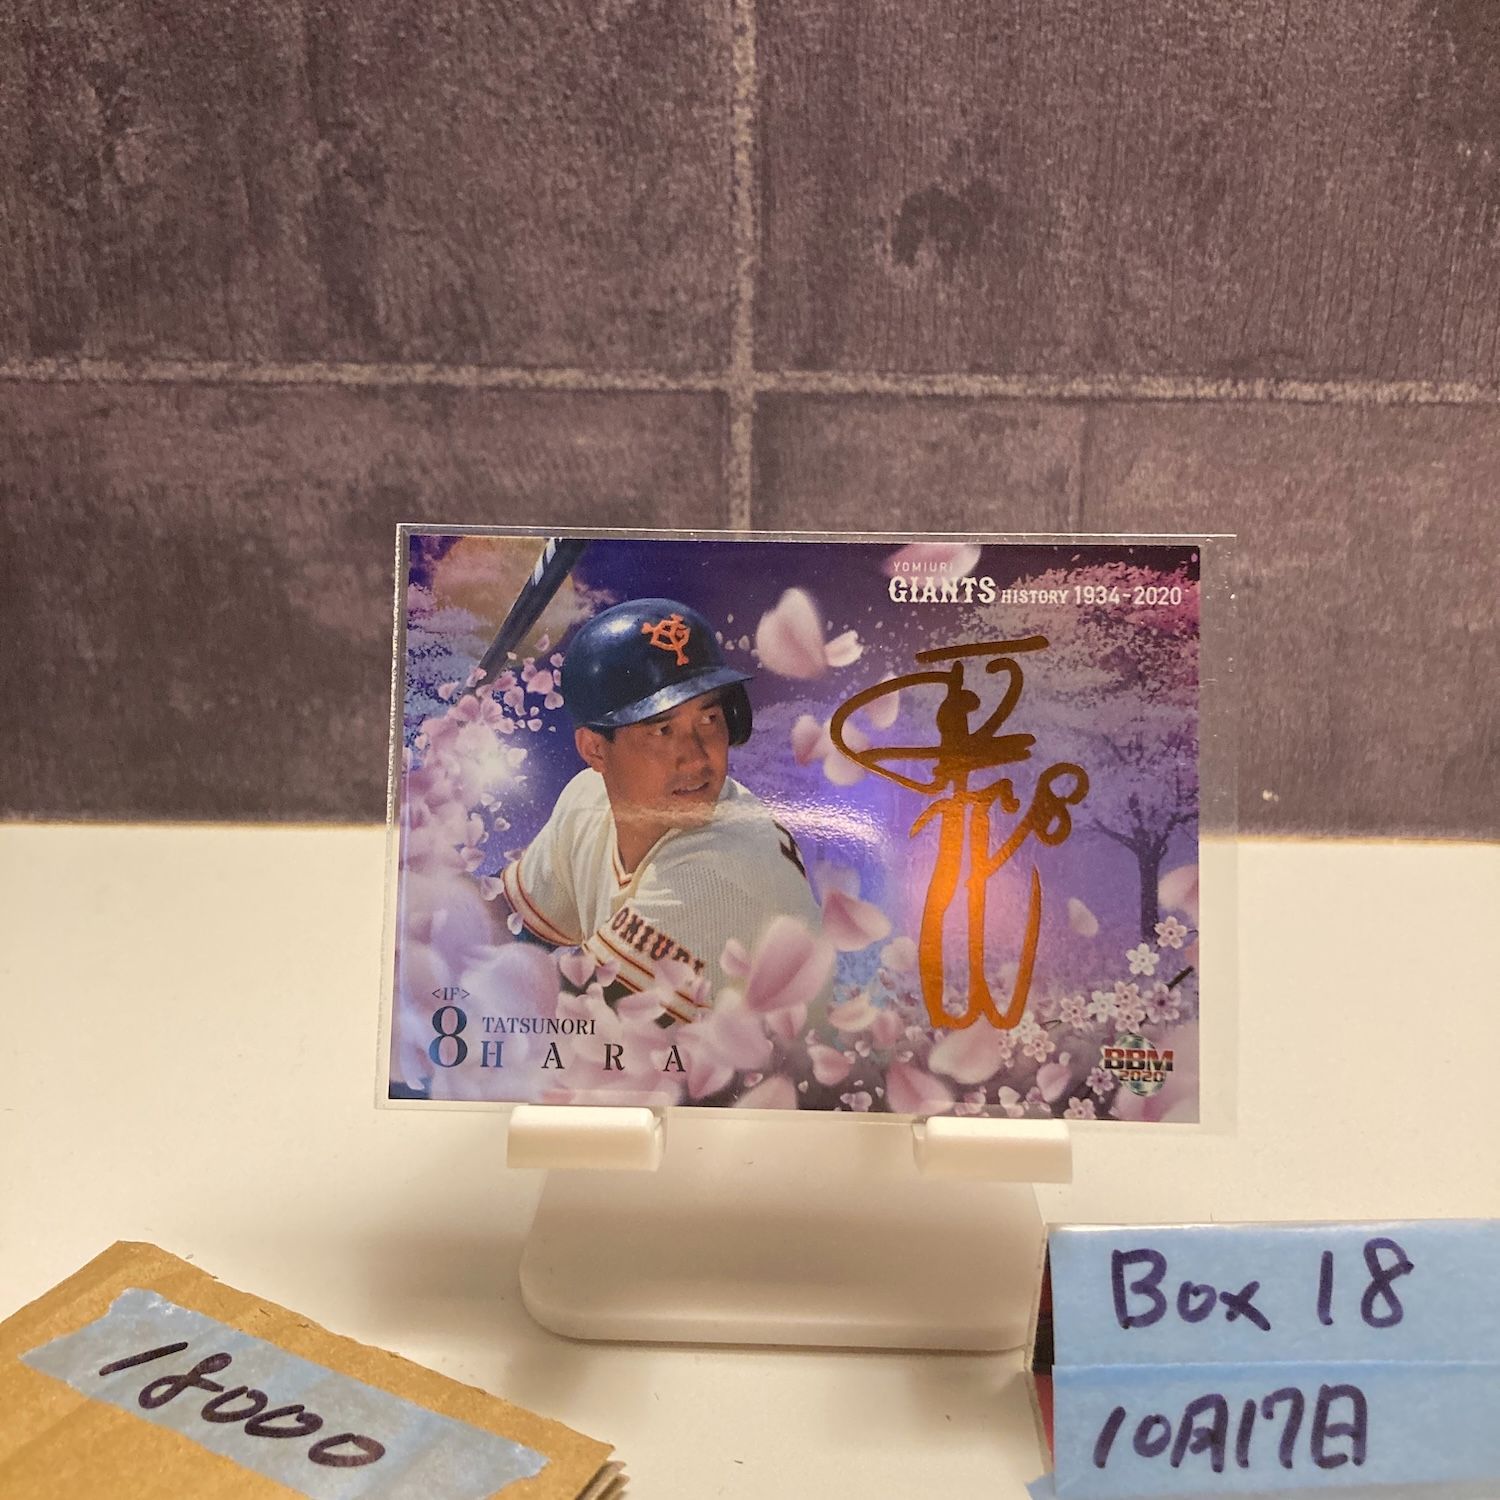 YOMIURI
GIANTS HISTORY 1934-2020
YOMIURI
<IF>
8 TATSUNORI
HARA
BBM
2020
18000
Box 18
10月17日